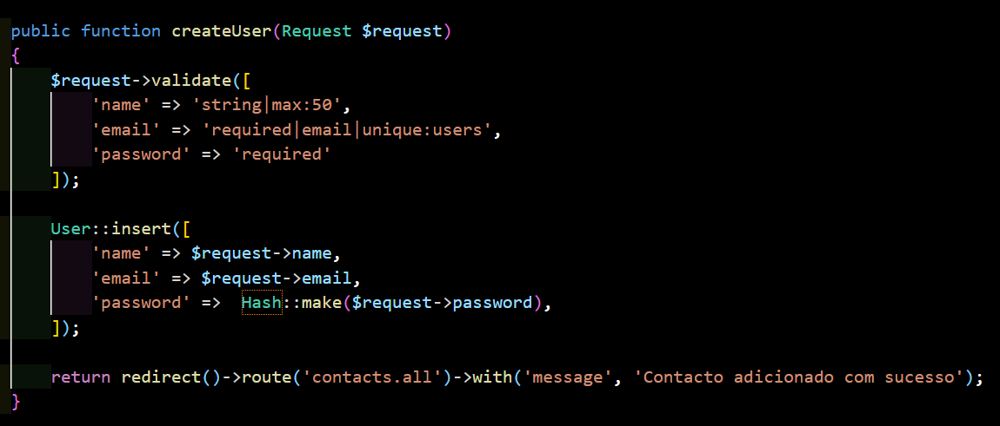 public function createUser(Request $request)
{
    $request->validate([
        'name' => 'string|max:50',
        'email' => 'required|email|unique:users',
        'password' => 'required'
    ]);

    User::insert([
        'name' => $request->name,
        'email' => $request->email,
        'password' =>  Hash::make($request->password),
    ]);

    return redirect()->route('contacts.all')->with('message', 'Contacto adicionado com sucesso');
}